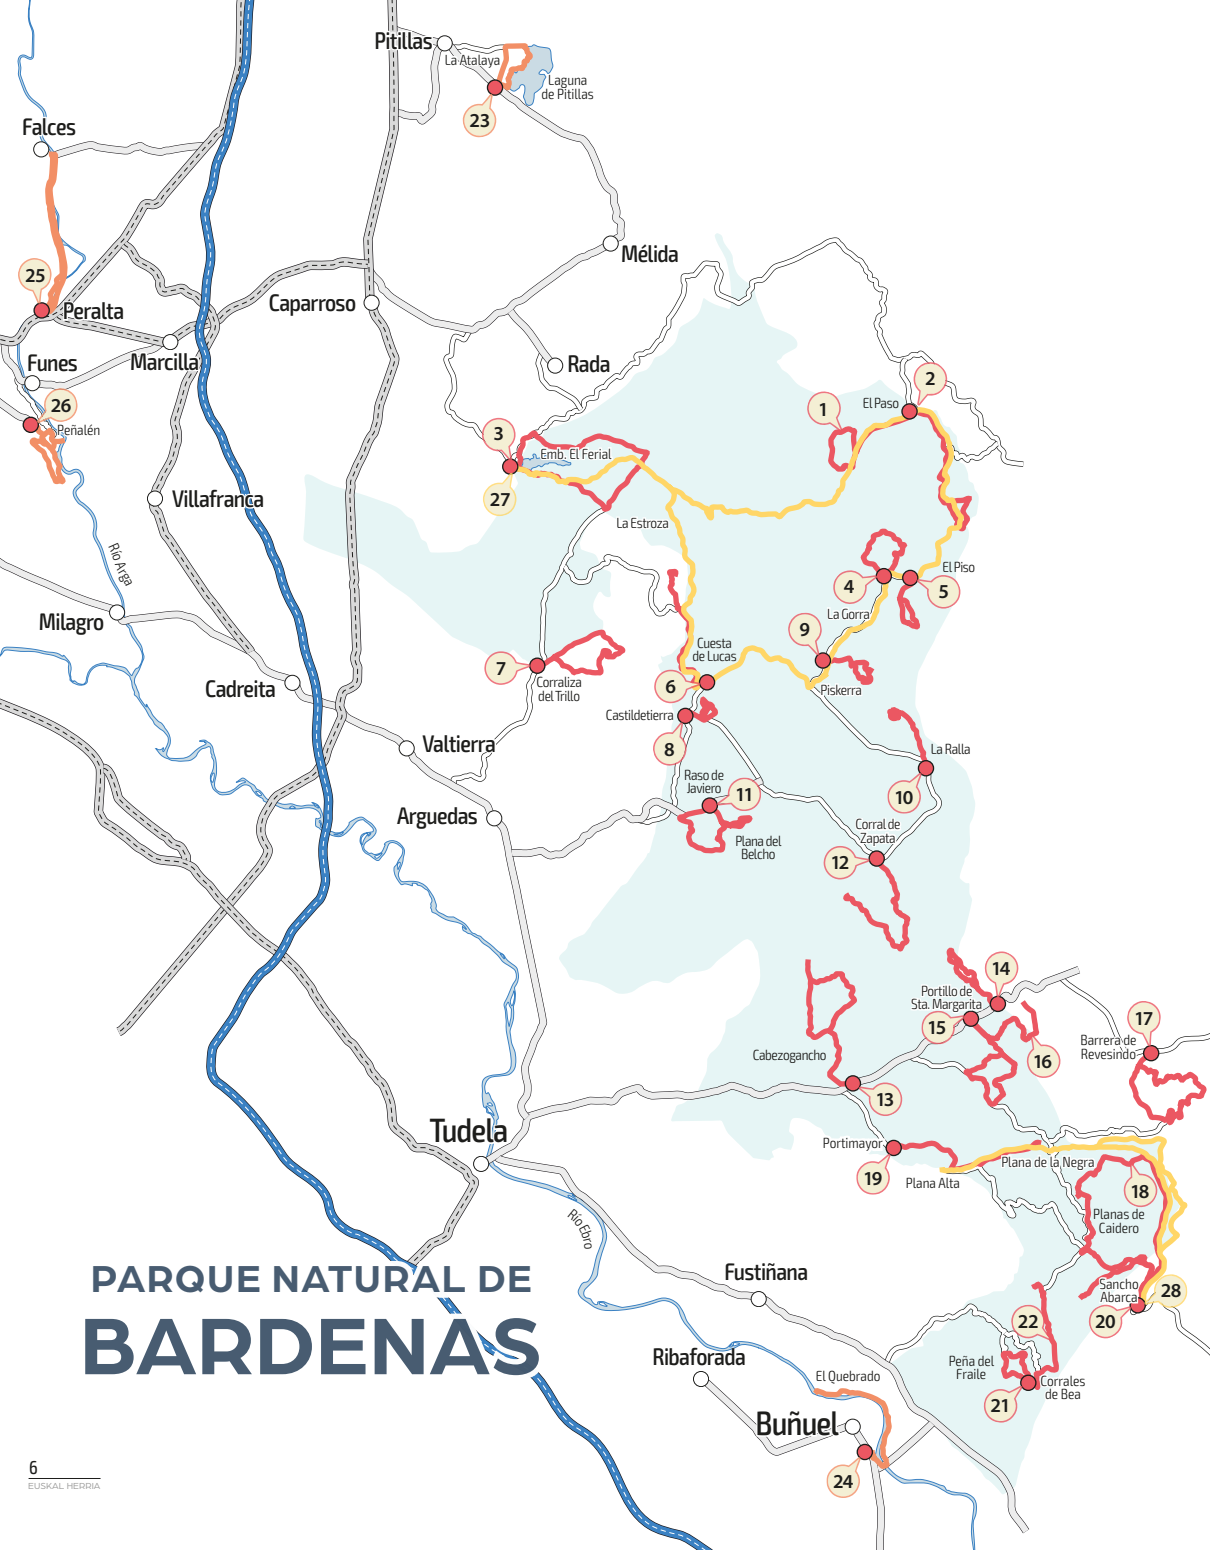 Pitillas
La Atalaya
Laguna
de Pitillas
23
Falces
Mélida
25
Peralta
Caparroso
Marcilla
Funes
Rada
26
Peñalén
2
1
El Paso
3
Emb. El Ferial
27
Villafranca
La Estroza
Río Arga
El Piso
4
5
La Gorra
Milagro
9
Cuesta
de Lucas
7
Corraliza
del Trillo
6
Piskerra
Cadreita
Castildetierra
8
Valtierra
La Ralla
Raso de
Javiero
11
10
Arguedas
Corral de
Zapata
Plana del
Belcho
12
14
Portillo de
Sta. Margarita
15
17
Barrera de
Revesindo
16
Cabezogancho
13
Tudela
Portimayor
19
Plana Alta
Plana de la Negra
18
Planas de
Caidero
Río Ebro
PARQUE NATURAL DE
BARDENAS
Fustiñana
Sancho
Abarca
28
20
22
Ribaforada
Peña del
Fraile
El Quebrado
Corrales
de Bea
21
Buñuel
24
6
EUSKAL HERRIA